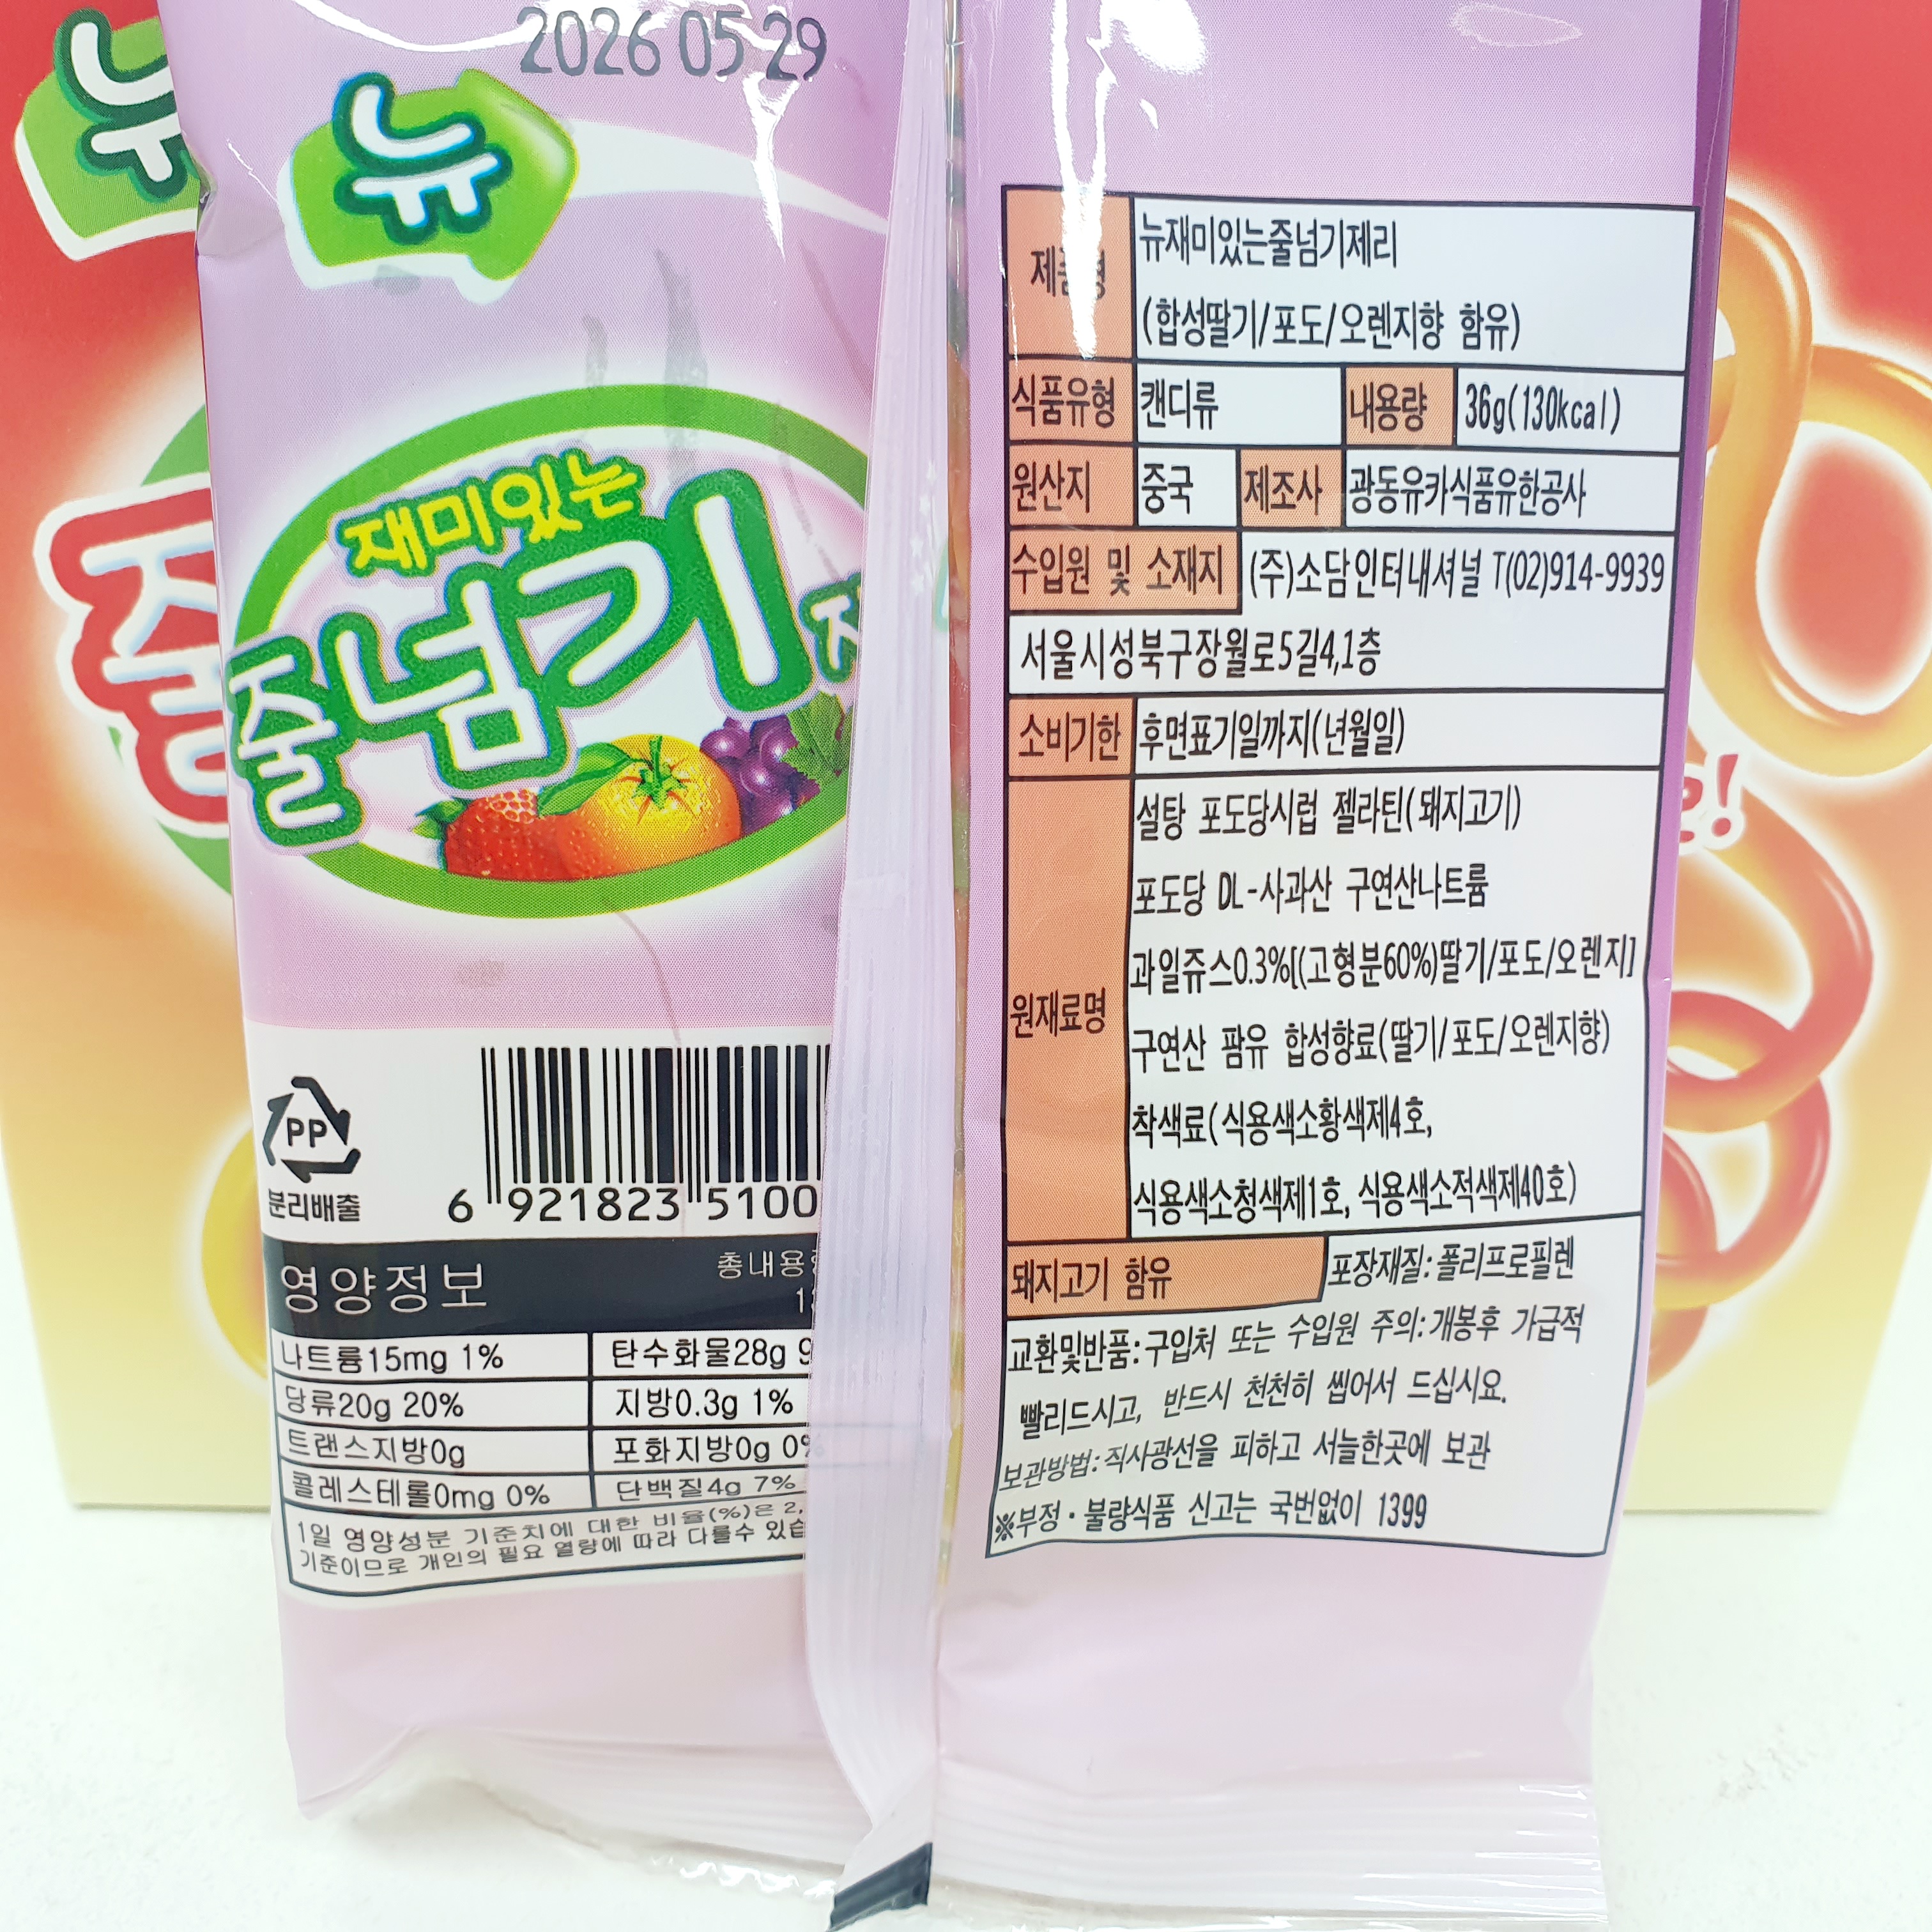 2026 05 29
뉴
뉴
재미있는
줄넘기
줄
PP
분리배출
6 921823 5100
영양정보
총내용
나트륨15mg 1%
탄수화물28g
당류20g 20%
지방0.3g 1%
트랜스지방0g
포화지방0g 0%
콜레스테롤0mg 0%
단백질4g 7%
1일 영양성분 기준치에 대한 비율(%)은 2,
기준이므로 개인의 필요 열량에 따라 다를수 있습
제품명
뉴재미있는줄넘기제리
(합성딸기/포도/오렌지향 함유)
식품유형 캔디류 내용량 36g(130kcal)
원산지 중국 제조사 광동유카식품유한공사
수입원 및 소재지 (주)소담인터내셔널 T(02)914-9939
서울시성북구장월로5길4,1층
소비기한 후면표기일까지(년월일)
원재료명
설탕 포도당시럽 젤라틴(돼지고기)
포도당 DL-사과산 구연산나트륨
과일쥬스0.3%[(고형분60%)딸기/포도/오렌지]
구연산 팜유 합성향료(딸기/포도/오렌지향)
착색료(식용색소황색제4호,
식용색소청색제1호, 식용색소적색제40호)
돼지고기 함유 포장재질:폴리프로필렌
교환및반품:구입처 또는 수입원 주의:개봉후 가급적
빨리드시고, 반드시 천천히 씹어서 드십시요.
보관방법:직사광선을 피하고 서늘한곳에 보관
※부정·불량식품 신고는 국번없이 1399